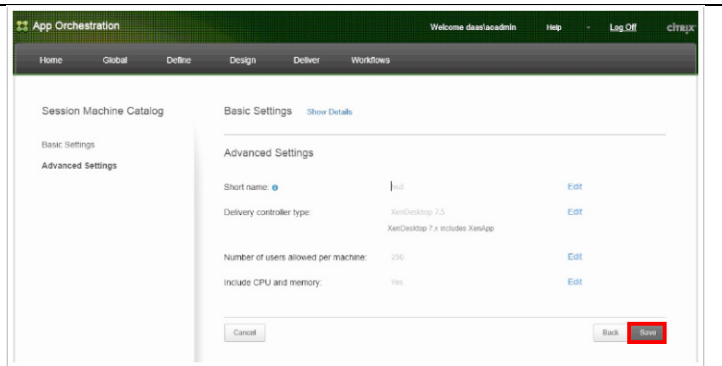 App Orchestration
Welcome daas\acadmin Help Log Off CITRIX
Home Global Define Design Deliver Workflows
Session Machine Catalog
Basic Settings
Advanced Settings
Basic Settings Show Details
Advanced Settings
Short name: Edit
Delivery controller type: XenDesktop 7.5 Edit
XenDesktop 7.x includes XenApp
Number of users allowed per machine: 250 Edit
Include CPU and memory: Yes Edit
Cancel Back Save